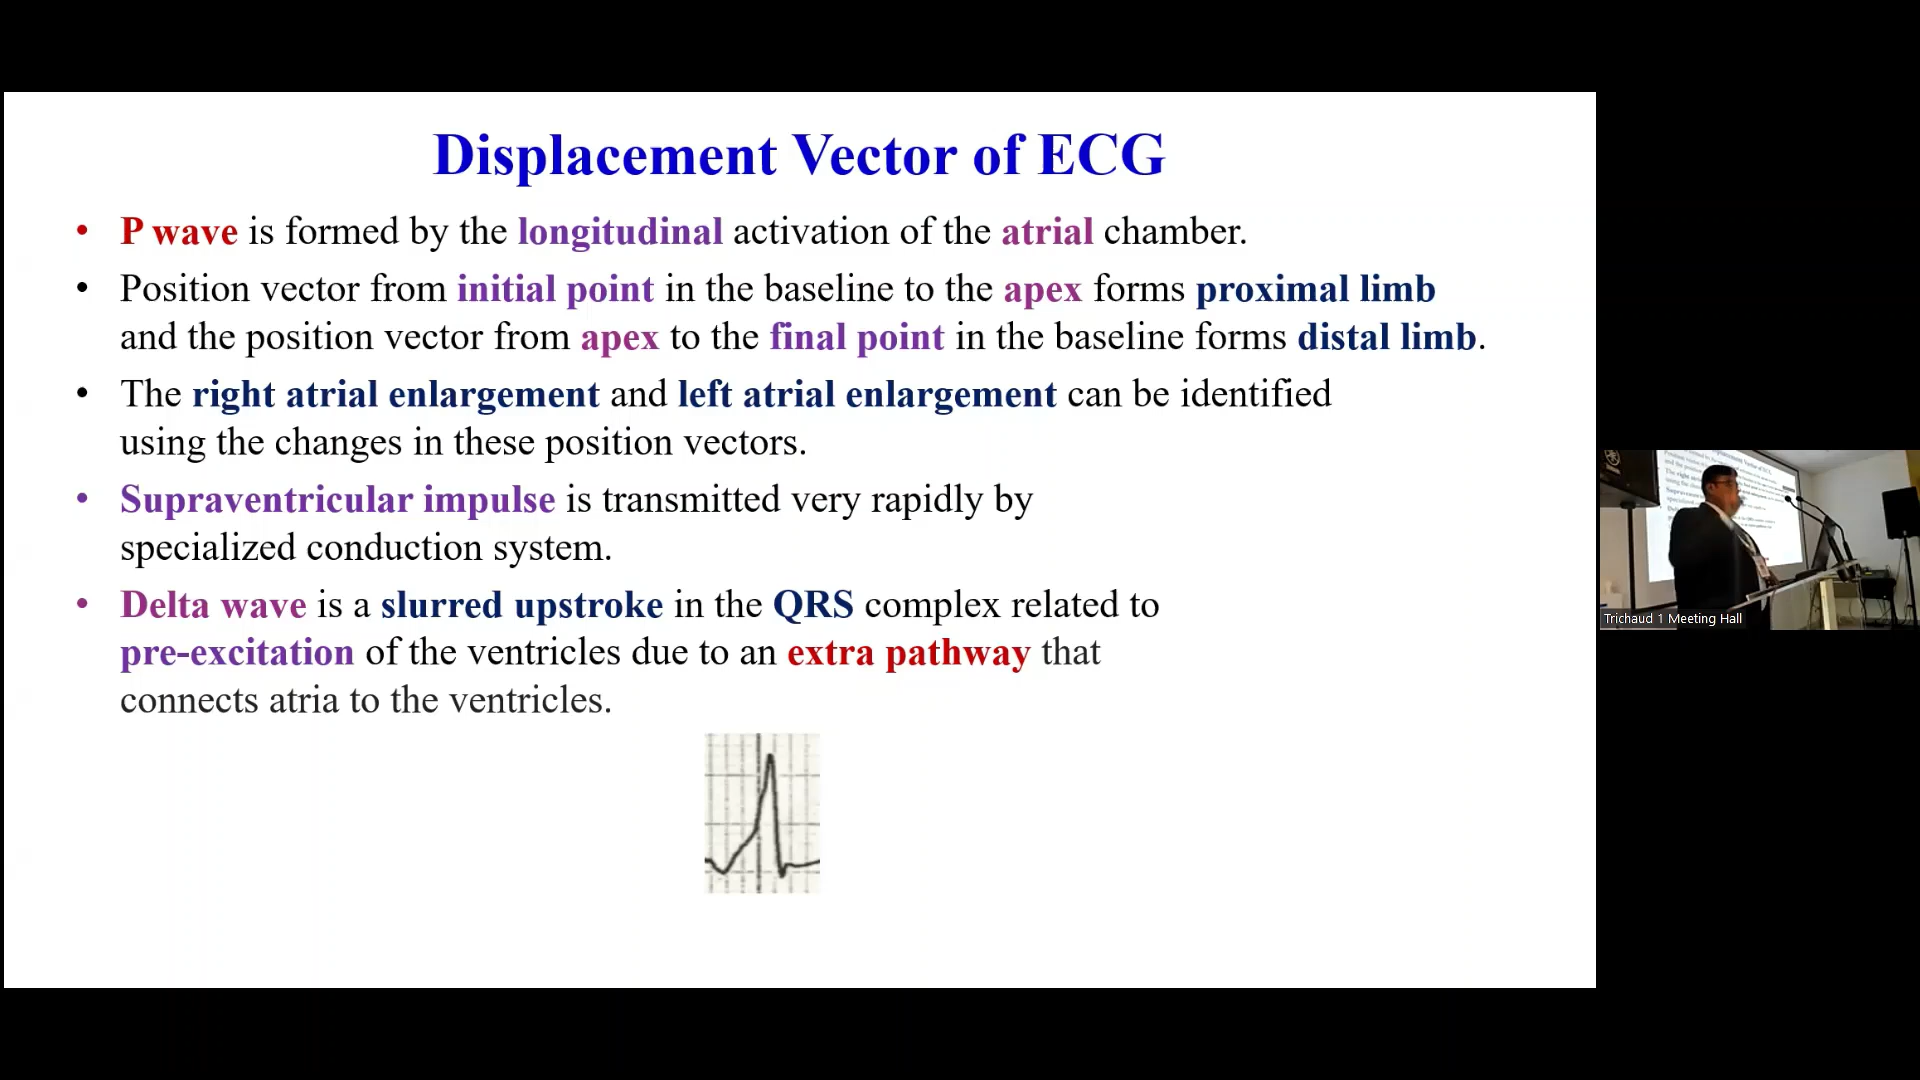 Displacement Vector of ECG
• P wave is formed by the longitudinal activation of the atrial chamber.
• Position vector from initial point in the baseline to the apex forms proximal limb
and the position vector from apex to the final point in the baseline forms distal limb.
• The right atrial enlargement and left atrial enlargement can be identified
using the changes in these position vectors.
• Supraventricular impulse is transmitted very rapidly by
specialized conduction system.
• Delta wave is a slurred upstroke in the QRS complex related to
pre-excitation of the ventricles due to an extra pathway that
connects atria to the ventricles.
Trichaud 1 Meeting Hall